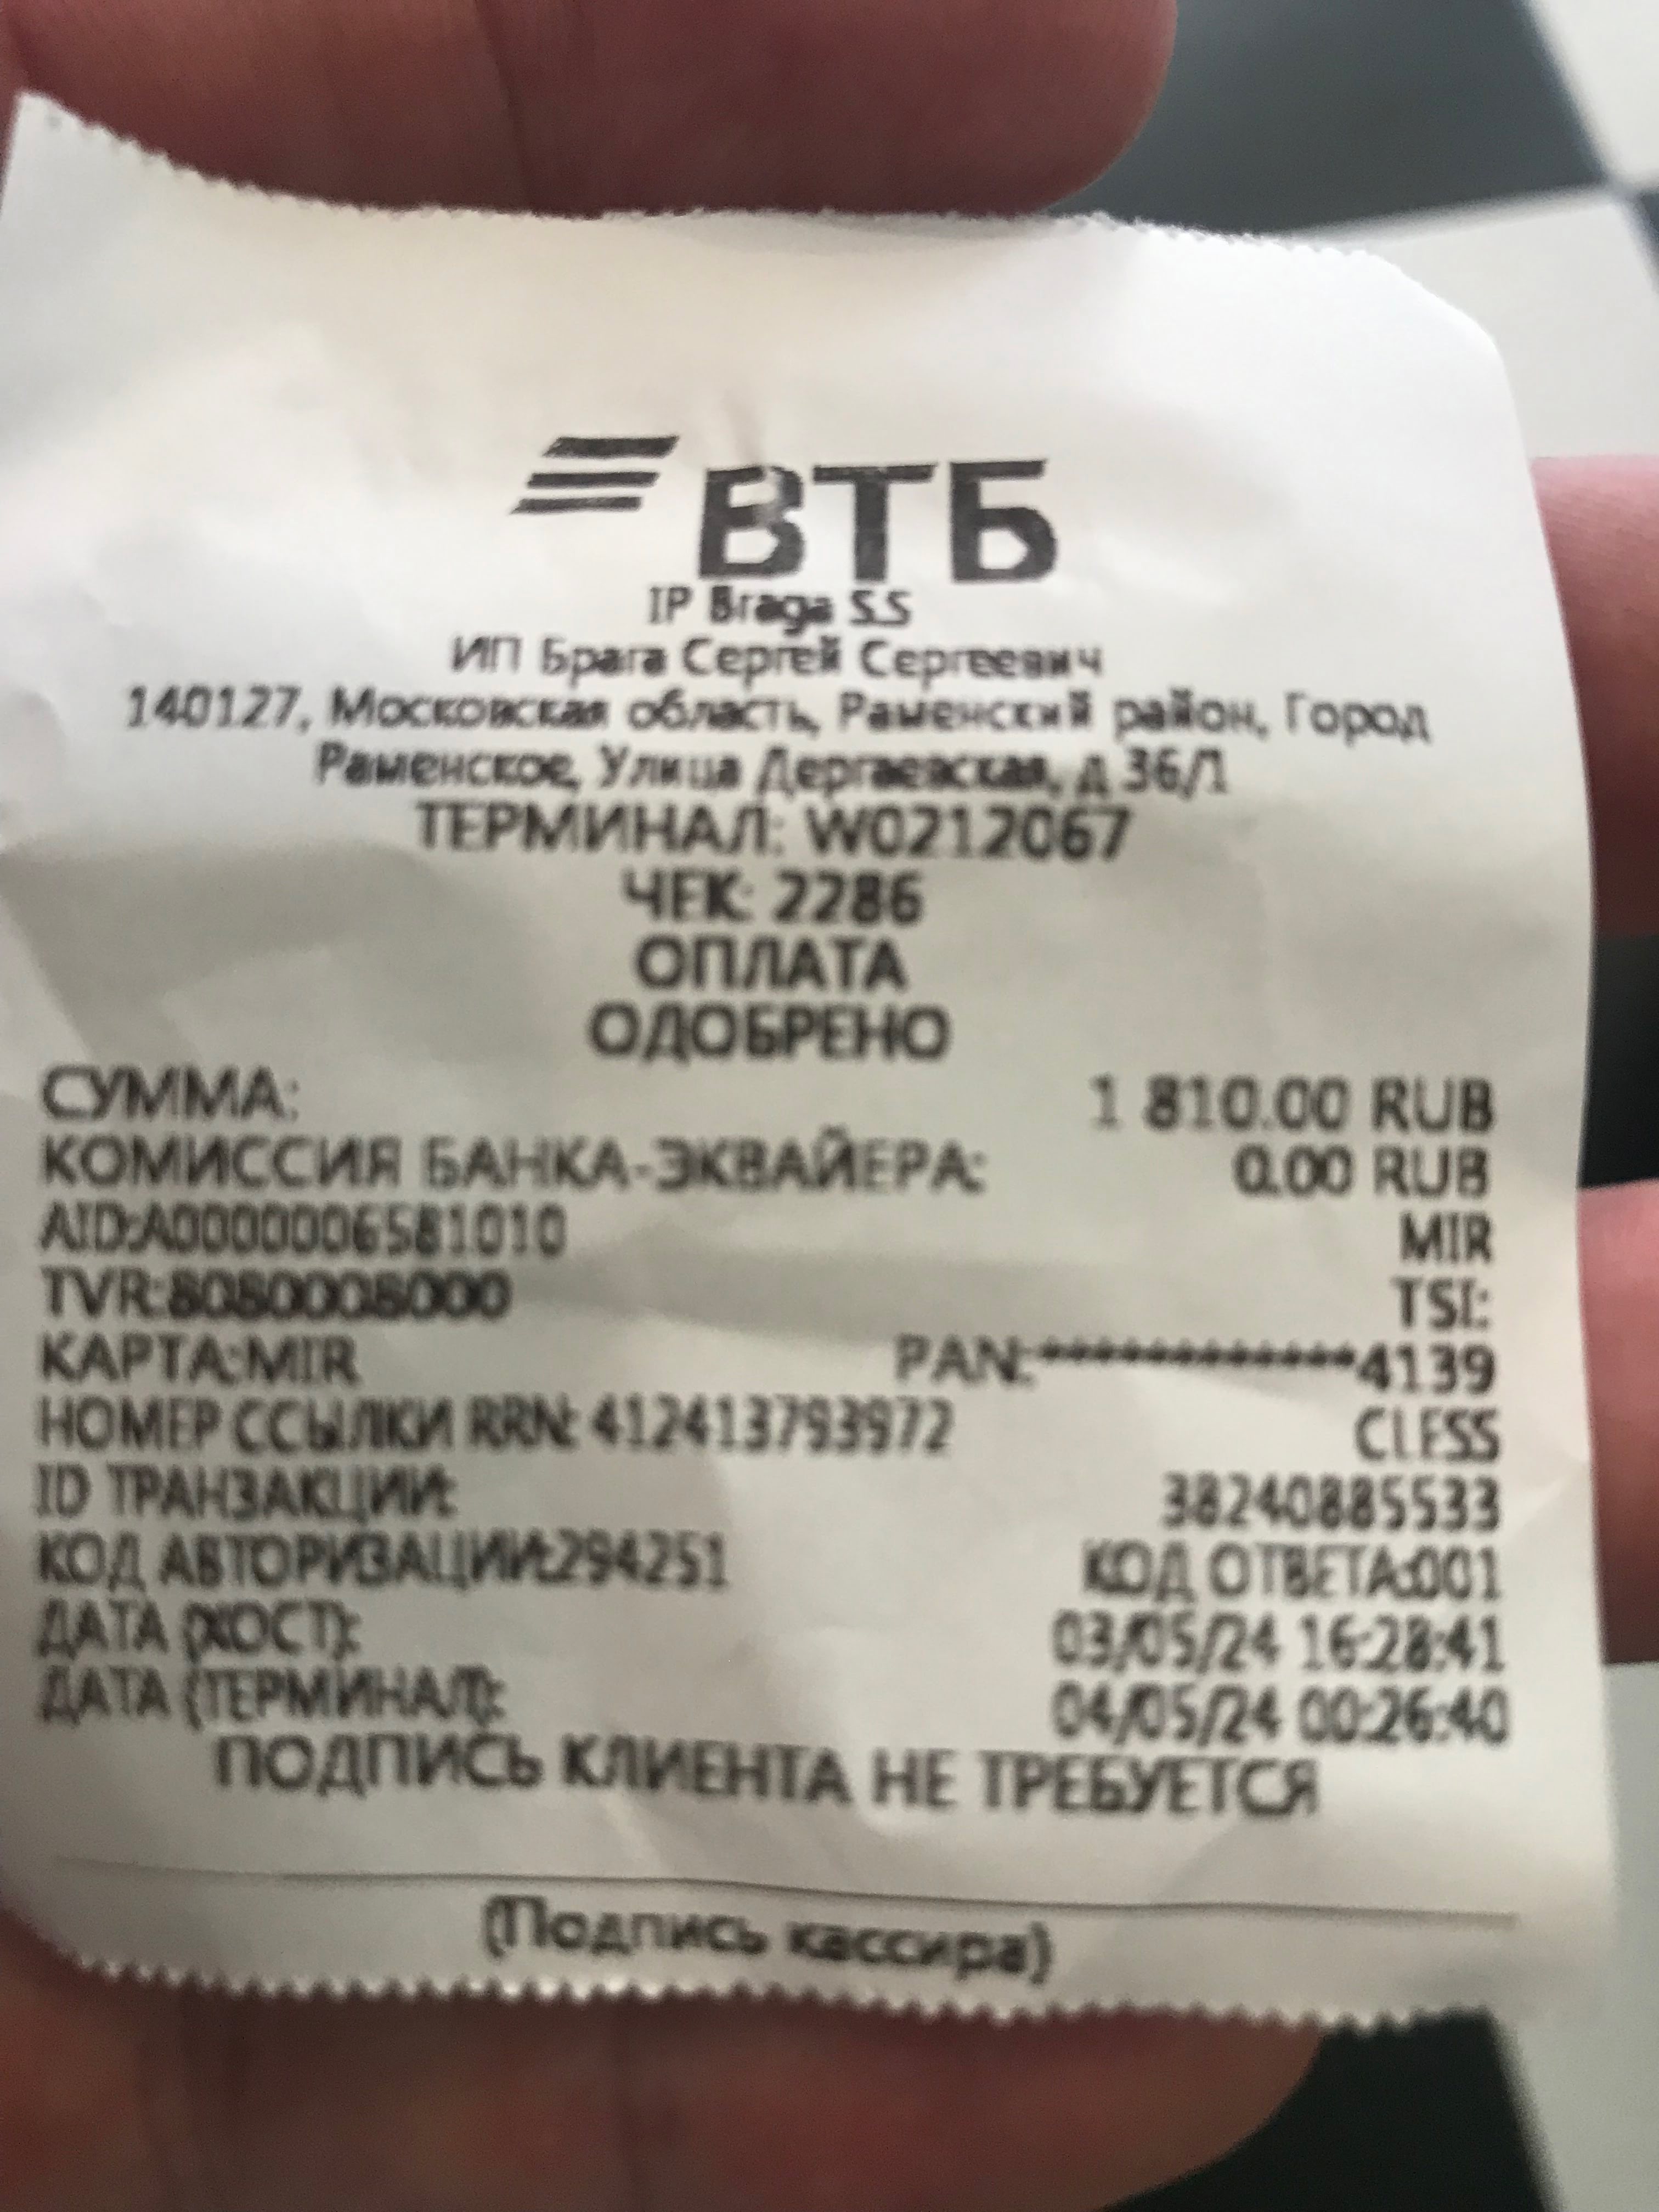 ВТБ
IP Braga S.S
ИП Брага Сергей Сергеевич
140127, Московская область, Раменский район, Город
Раменское, Улица Дергаевская, д 36/1
ТЕРМИНАЛ: W0212067
ЧЕК: 2286
ОПЛАТА
ОДОБРЕНО
СУММА: 1 810.00 RUB
КОМИССИЯ БАНКА-ЭКВАЙЕРА: 0.00 RUB
AID:A0000006581010 MIR
TVR:8080008000 TSI:
КАРТА:MIR PAN:************4139
НОМЕР ССЫЛКИ RRN: 412413793972 CLESS
ID ТРАНЗАКЦИИ: 38240885533
КОД АВТОРИЗАЦИИ:294251 КОД ОТВЕТА:001
ДАТА (ХОСТ): 03/05/24 16:28:41
ДАТА (ТЕРМИНАЛ): 04/05/24 00:26:40
ПОДПИСЬ КЛИЕНТА НЕ ТРЕБУЕТСЯ
(Подпись кассира)